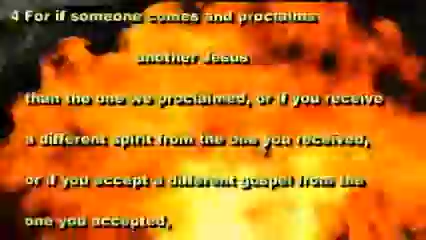 4 For if someone comes and proclaims
another Jesus
than the one we proclaimed, or if you receive
a different spirit from the one you received,
or if you accept a different gospel from the
one you accepted,